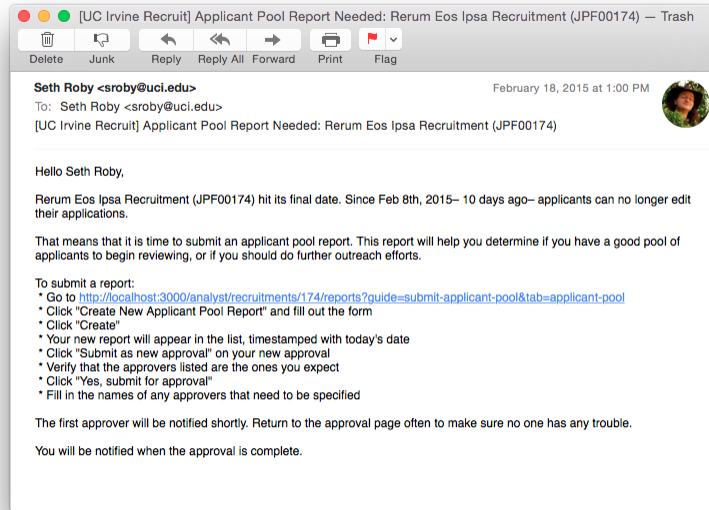 [UC Irvine Recruit] Applicant Pool Report Needed: Rerum Eos Ipsa Recruitment (JPF00174) — Trash
Delete Junk Reply Reply All Forward Print Flag
Seth Roby <sroby@uci.edu> February 18, 2015 at 1:00 PM
To: Seth Roby <sroby@uci.edu>
[UC Irvine Recruit] Applicant Pool Report Needed: Rerum Eos Ipsa Recruitment (JPF00174)
Hello Seth Roby,
Rerum Eos Ipsa Recruitment (JPF00174) hit its final date. Since Feb 8th, 2015– 10 days ago– applicants can no longer edit
their applications.
That means that it is time to submit an applicant pool report. This report will help you determine if you have a good pool of
applicants to begin reviewing, or if you should do further outreach efforts.
To submit a report:
* Go to http://localhost:3000/analyst/recruitments/174/reports?guide=submit-applicant-pool&tab=applicant-pool
* Click "Create New Applicant Pool Report" and fill out the form
* Click "Create"
* Your new report will appear in the list, timestamped with today's date
* Click "Submit as new approval" on your new approval
* Verify that the approvers listed are the ones you expect
* Click "Yes, submit for approval"
* Fill in the names of any approvers that need to be specified
The first approver will be notified shortly. Return to the approval page often to make sure no one has any trouble.
You will be notified when the approval is complete.